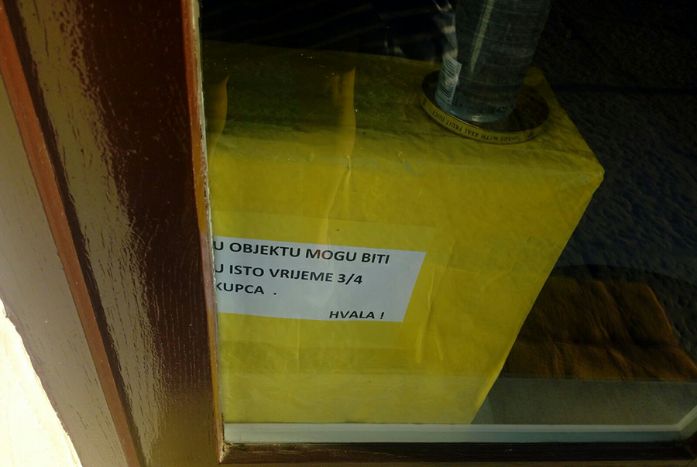 U OBJEKTU MOGU BITI
U ISTO VRIJEME 3/4
KUPCA .
HVALA !